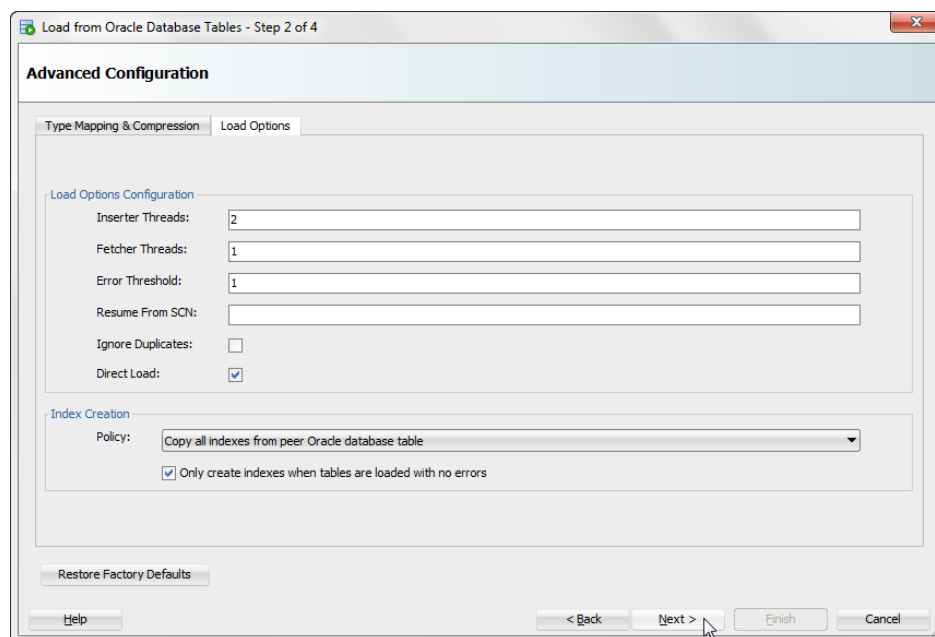 Load from Oracle Database Tables - Step 2 of 4
Advanced Configuration
Type Mapping & Compression Load Options
Load Options Configuration
Inserter Threads: 2
Fetcher Threads: 1
Error Threshold: 1
Resume From SCN:
Ignore Duplicates:
Direct Load:
Index Creation
Policy: Copy all indexes from peer Oracle database table
Only create indexes when tables are loaded with no errors
Restore Factory Defaults
Help < Back Next > Finish Cancel